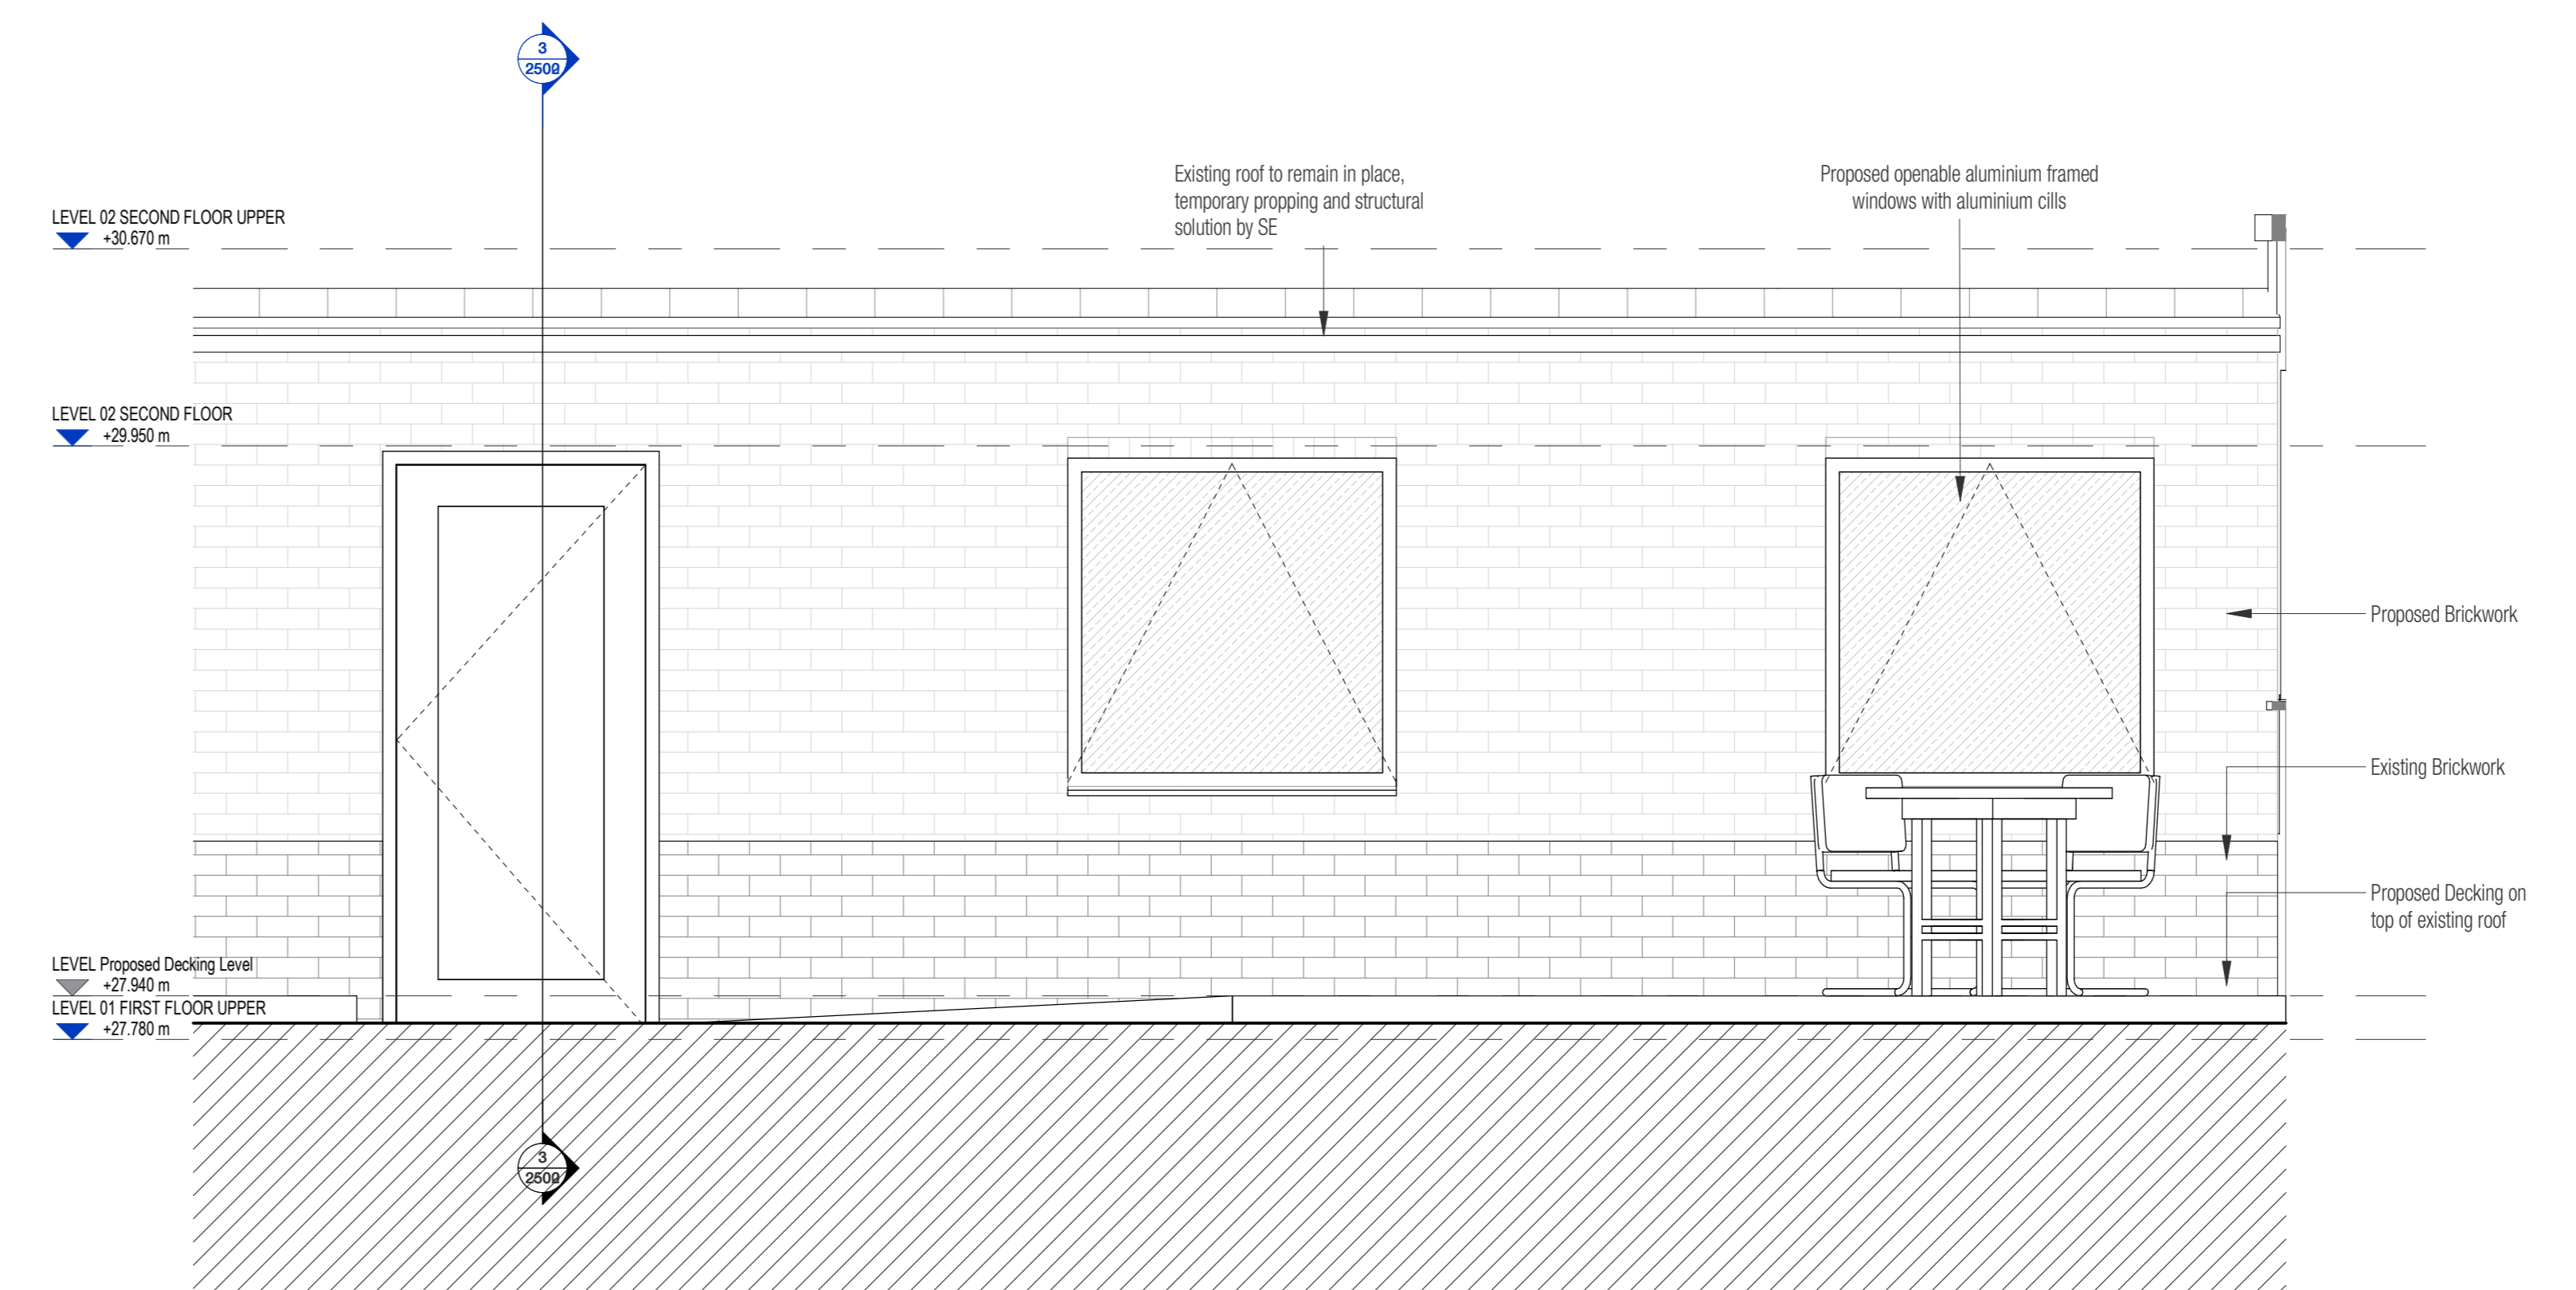 3
2502
Existing roof to remain in place,
temporary propping and structural
solution by SE
Proposed openable aluminium framed
windows with aluminium cills
LEVEL 02 SECOND FLOOR UPPER
+30.670 m
LEVEL 02 SECOND FLOOR
+29.950 m
Proposed Brickwork
Existing Brickwork
Proposed Decking on
top of existing roof
LEVEL Proposed Decking Level
+27.940 m
LEVEL 01 FIRST FLOOR UPPER
+27.780 m
3
2502